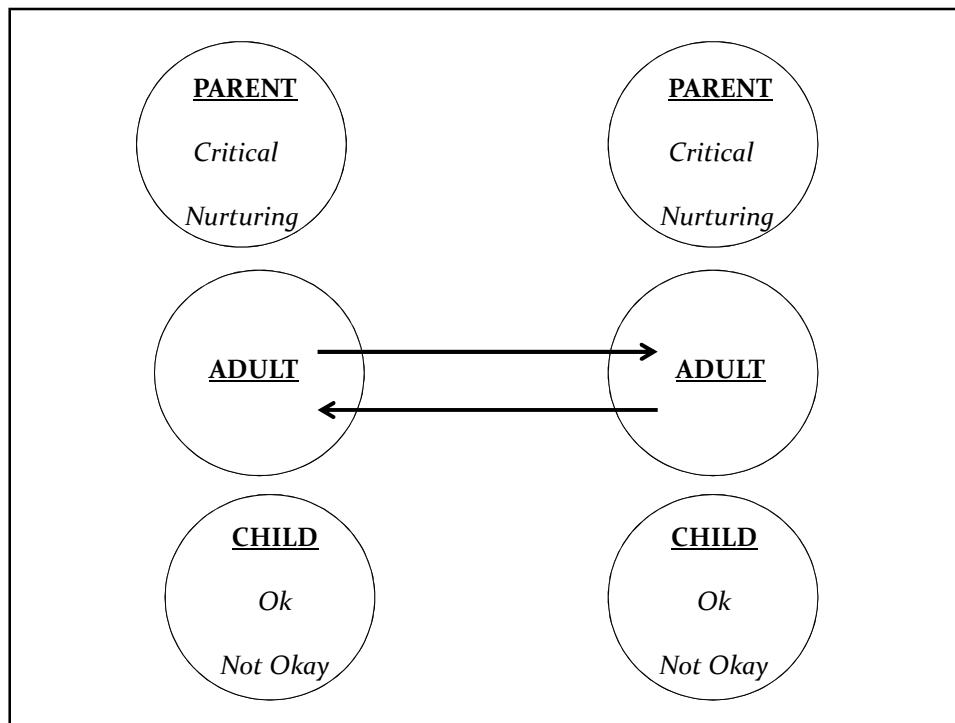 PARENT
Critical
Nurturing
PARENT
Critical
Nurturing
ADULT
ADULT
CHILD
Ok
Not Okay
CHILD
Ok
Not Okay